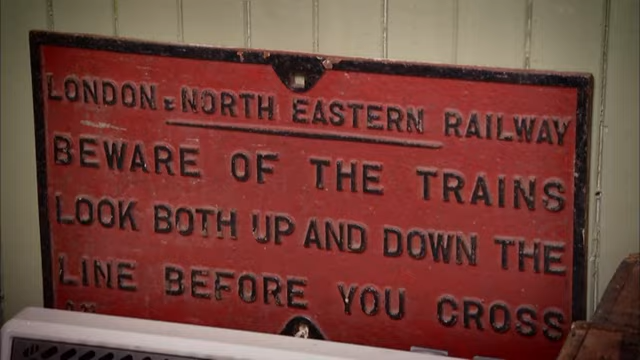 LONDON & NORTH EASTERN RAILWAY
BEWARE OF THE TRAINS
LOOK BOTH UP AND DOWN THE
LINE BEFORE YOU CROSS